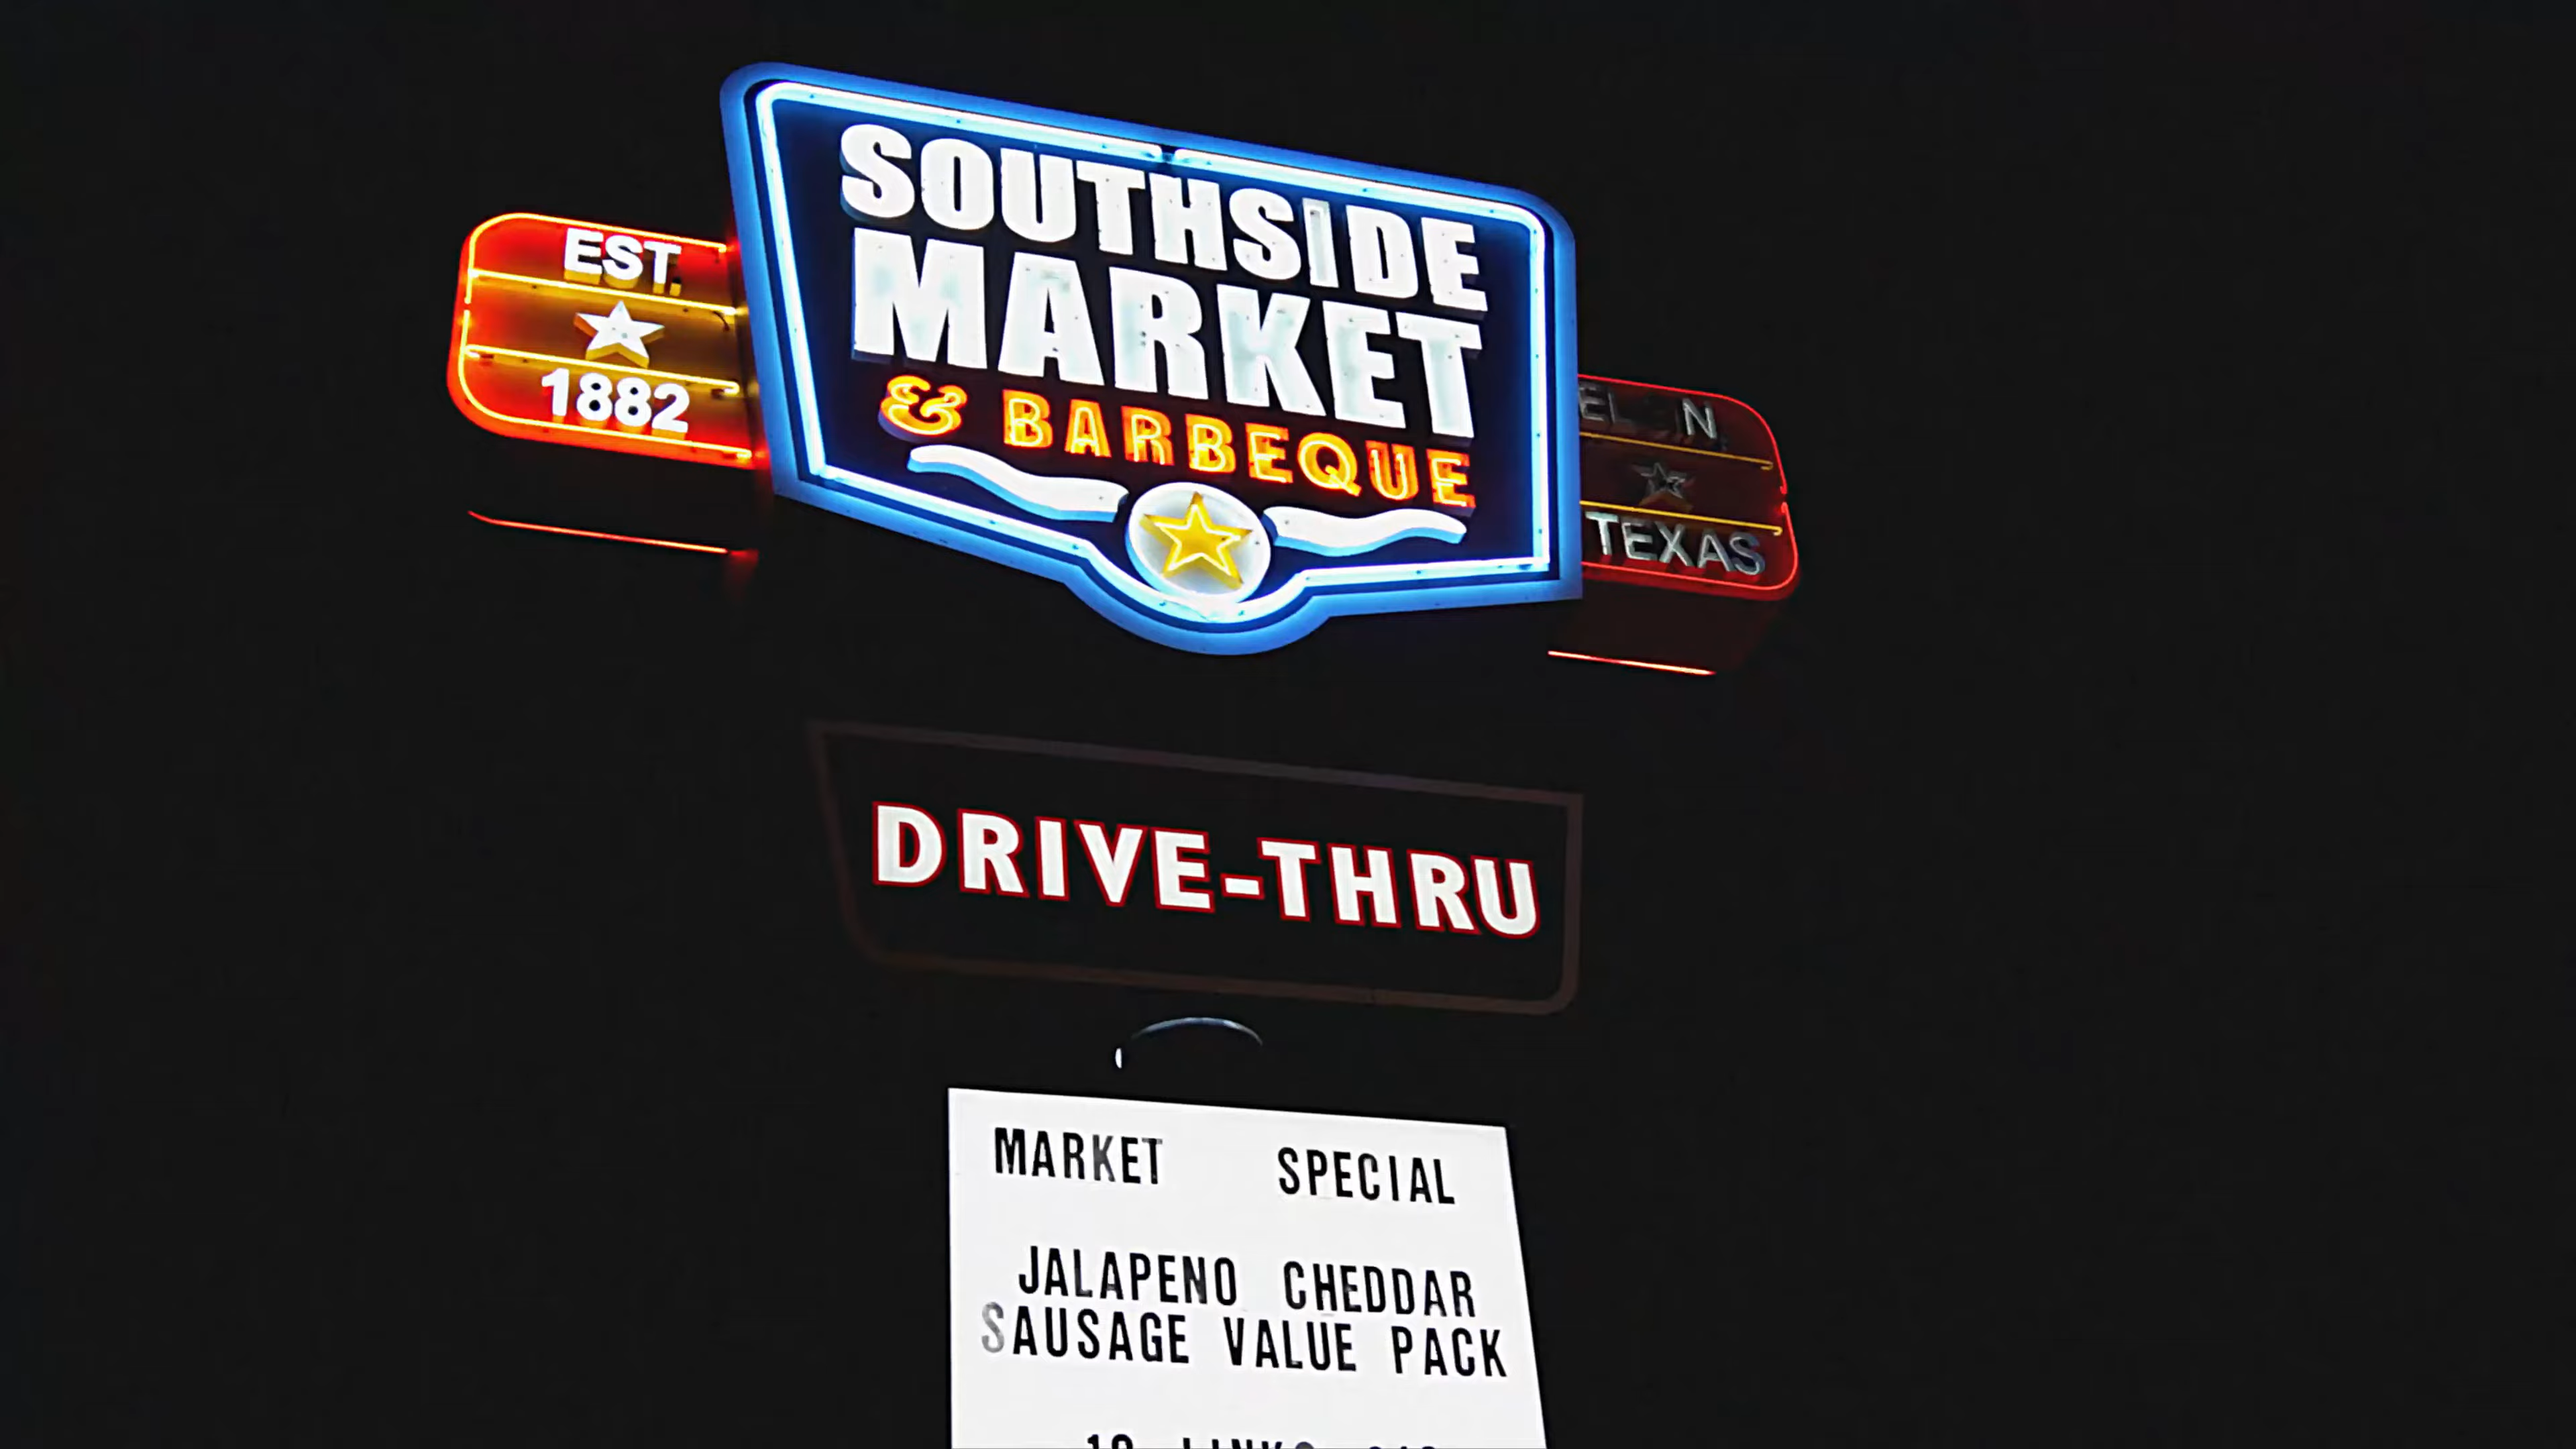 SOUTHSIDE
MARKET
& BARBEQUE
EST.
1882
TEXAS
DRIVE-THRU
MARKET SPECIAL
JALAPENO CHEDDAR
SAUSAGE VALUE PACK